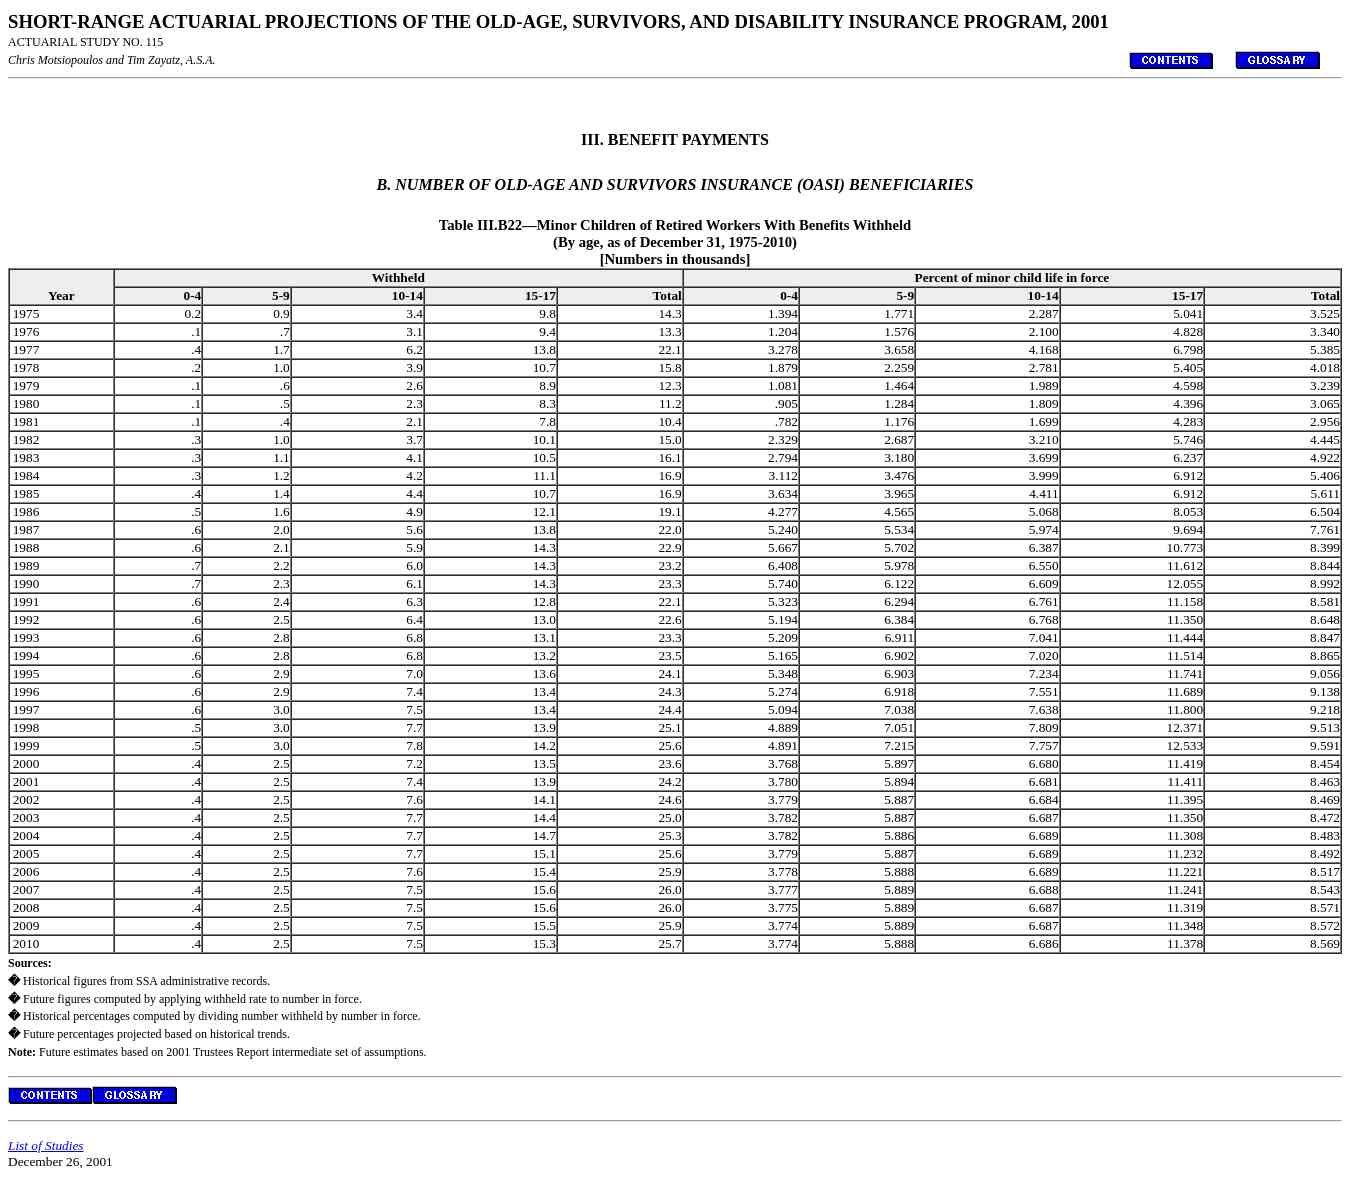 SHORT-RANGE ACTUARIAL PROJECTIONS OF THE OLD-AGE, SURVIVORS, AND DISABILITY INSURANCE PROGRAM, 2001
ACTUARIAL STUDY NO. 115
Chris Motsiopoulos and Tim Zayatz, A.S.A. CONTENTS GLOSSARY
III. BENEFIT PAYMENTS
B. NUMBER OF OLD-AGE AND SURVIVORS INSURANCE (OASI) BENEFICIARIES
Table III.B22—Minor Children of Retired Workers With Benefits Withheld
(By age, as of December 31, 1975-2010)
[Numbers in thousands]
Withheld Percent of minor child life in force
Year 0-4 5-9 10-14 15-17 Total 0-4 5-9 10-14 15-17 Total
1975 0.2 0.9 3.4 9.8 14.3 1.394 1.771 2.287 5.041 3.525
1976 .1 .7 3.1 9.4 13.3 1.204 1.576 2.100 4.828 3.340
1977 .4 1.7 6.2 13.8 22.1 3.278 3.658 4.168 6.798 5.385
1978 .2 1.0 3.9 10.7 15.8 1.879 2.259 2.781 5.405 4.018
1979 .1 .6 2.6 8.9 12.3 1.081 1.464 1.989 4.598 3.239
1980 .1 .5 2.3 8.3 11.2 .905 1.284 1.809 4.396 3.065
1981 .1 .4 2.1 7.8 10.4 .782 1.176 1.699 4.283 2.956
1982 .3 1.0 3.7 10.1 15.0 2.329 2.687 3.210 5.746 4.445
1983 .3 1.1 4.1 10.5 16.1 2.794 3.180 3.699 6.237 4.922
1984 .3 1.2 4.2 11.1 16.9 3.112 3.476 3.999 6.912 5.406
1985 .4 1.4 4.4 10.7 16.9 3.634 3.965 4.411 6.912 5.611
1986 .5 1.6 4.9 12.1 19.1 4.277 4.565 5.068 8.053 6.504
1987 .6 2.0 5.6 13.8 22.0 5.240 5.534 5.974 9.694 7.761
1988 .6 2.1 5.9 14.3 22.9 5.667 5.702 6.387 10.773 8.399
1989 .7 2.2 6.0 14.3 23.2 6.408 5.978 6.550 11.612 8.844
1990 .7 2.3 6.1 14.3 23.3 5.740 6.122 6.609 12.055 8.992
1991 .6 2.4 6.3 12.8 22.1 5.323 6.294 6.761 11.158 8.581
1992 .6 2.5 6.4 13.0 22.6 5.194 6.384 6.768 11.350 8.648
1993 .6 2.8 6.8 13.1 23.3 5.209 6.911 7.041 11.444 8.847
1994 .6 2.8 6.8 13.2 23.5 5.165 6.902 7.020 11.514 8.865
1995 .6 2.9 7.0 13.6 24.1 5.348 6.903 7.234 11.741 9.056
1996 .6 2.9 7.4 13.4 24.3 5.274 6.918 7.551 11.689 9.138
1997 .6 3.0 7.5 13.4 24.4 5.094 7.038 7.638 11.800 9.218
1998 .5 3.0 7.7 13.9 25.1 4.889 7.051 7.809 12.371 9.513
1999 .5 3.0 7.8 14.2 25.6 4.891 7.215 7.757 12.533 9.591
2000 .4 2.5 7.2 13.5 23.6 3.768 5.897 6.680 11.419 8.454
2001 .4 2.5 7.4 13.9 24.2 3.780 5.894 6.681 11.411 8.463
2002 .4 2.5 7.6 14.1 24.6 3.779 5.887 6.684 11.395 8.469
2003 .4 2.5 7.7 14.4 25.0 3.782 5.887 6.687 11.350 8.472
2004 .4 2.5 7.7 14.7 25.3 3.782 5.886 6.689 11.308 8.483
2005 .4 2.5 7.7 15.1 25.6 3.779 5.887 6.689 11.232 8.492
2006 .4 2.5 7.6 15.4 25.9 3.778 5.888 6.689 11.221 8.517
2007 .4 2.5 7.5 15.6 26.0 3.777 5.889 6.688 11.241 8.543
2008 .4 2.5 7.5 15.6 26.0 3.775 5.889 6.687 11.319 8.571
2009 .4 2.5 7.5 15.5 25.9 3.774 5.889 6.687 11.348 8.572
2010 .4 2.5 7.5 15.3 25.7 3.774 5.888 6.686 11.378 8.569
Sources:
� Historical figures from SSA administrative records.
� Future figures computed by applying withheld rate to number in force.
� Historical percentages computed by dividing number withheld by number in force.
� Future percentages projected based on historical trends.
Note: Future estimates based on 2001 Trustees Report intermediate set of assumptions.
CONTENTS GLOSSARY
List of Studies
December 26, 2001